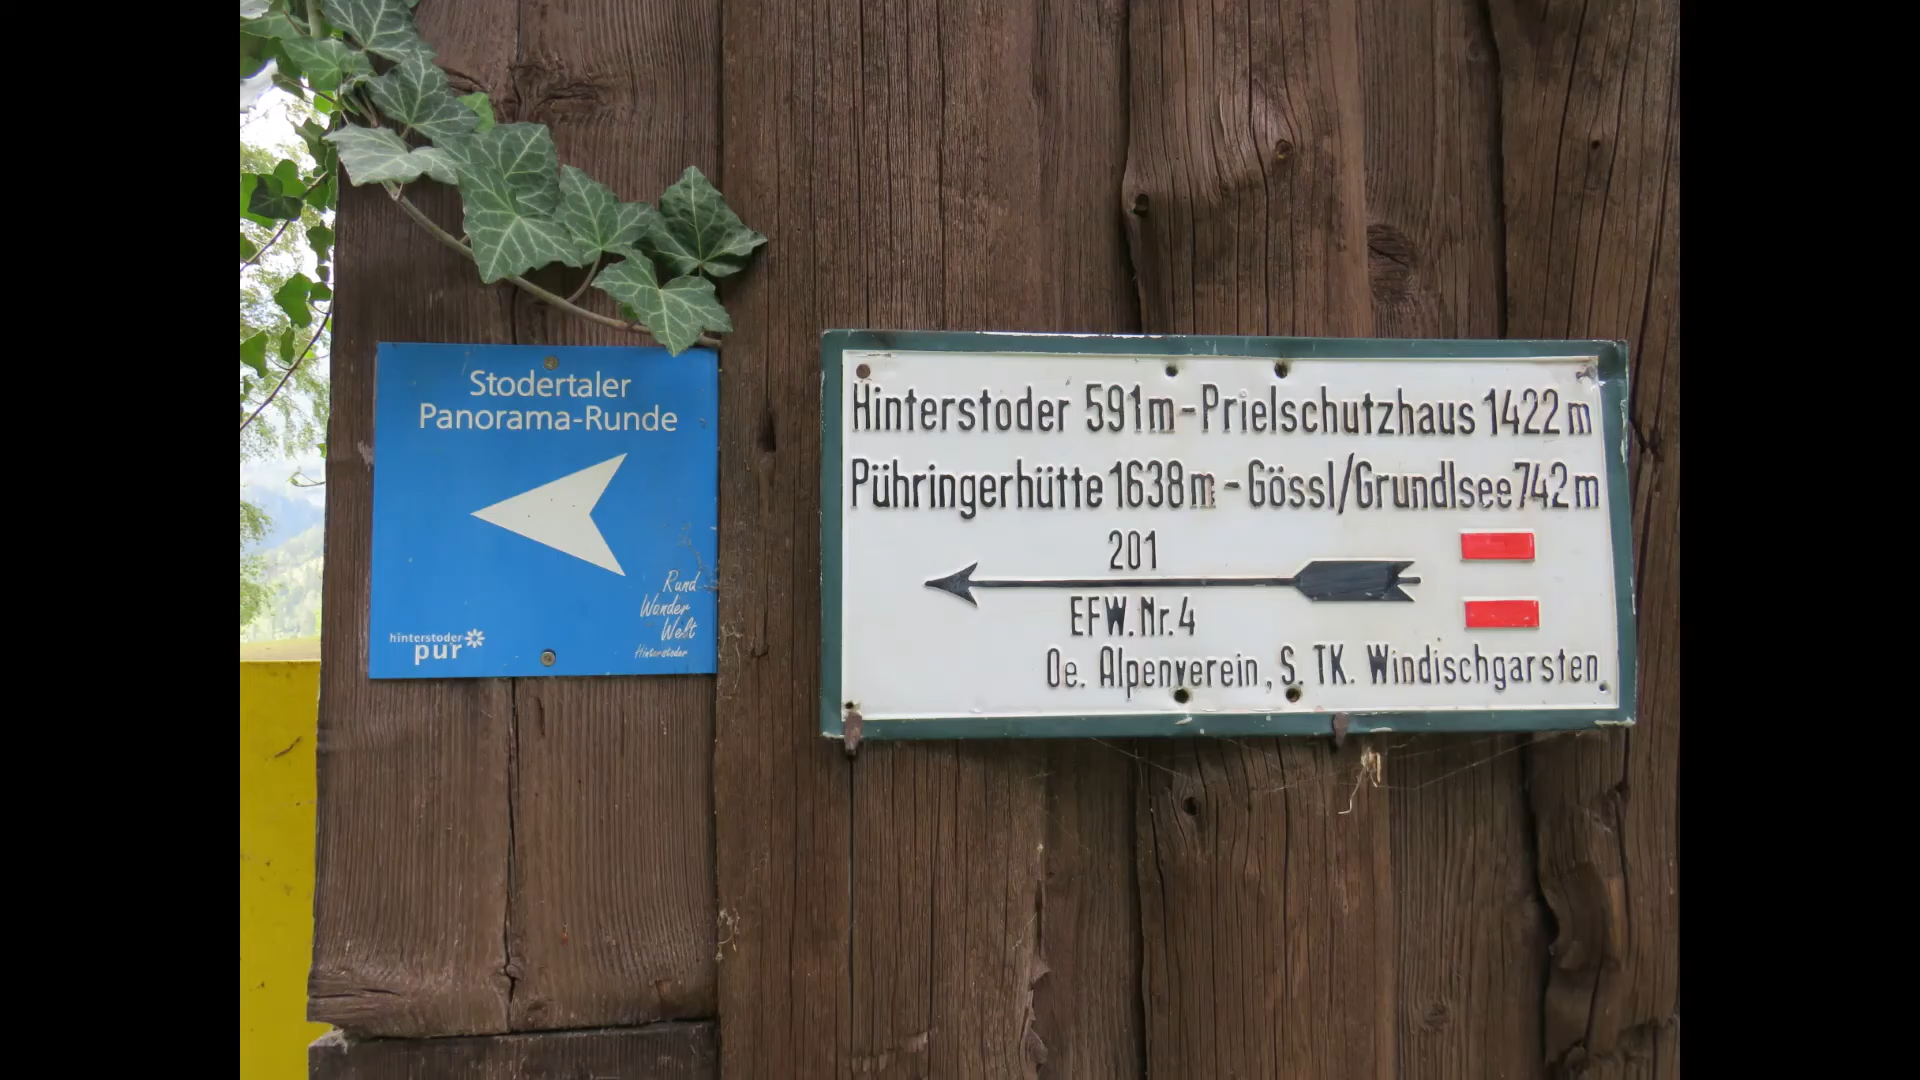 Stodertaler
Panorama-Runde
Rund
Wonder
Welt
Hinterstoder
hinterstoder
pur
Hinterstoder 591m-Prielschutzhaus 1422m
Pühringerhütte 1638m-Gössl/Grundlsee 742m
201
EFW.Nr.4
Oe. Alpenverein, S. TK. Windischgarsten.